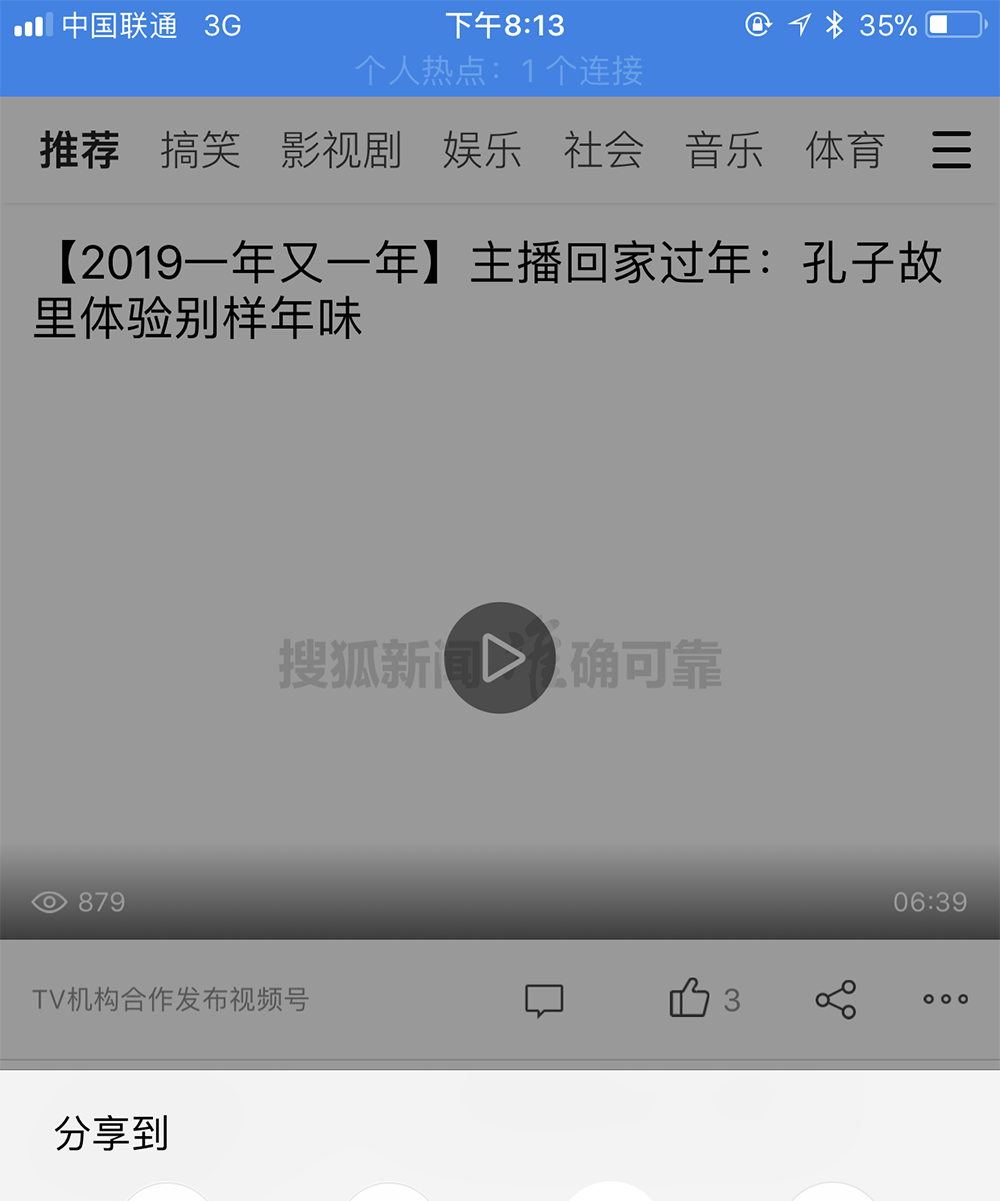 中国联通 3G 下午8:13 35%
个人热点：1 个连接
推荐 搞笑 影视剧 娱乐 社会 音乐 体育
【2019一年又一年】主播回家过年：孔子故
里体验别样年味
搜狐新闻 准确可靠
879 06:39
TV机构合作发布视频号 3
分享到